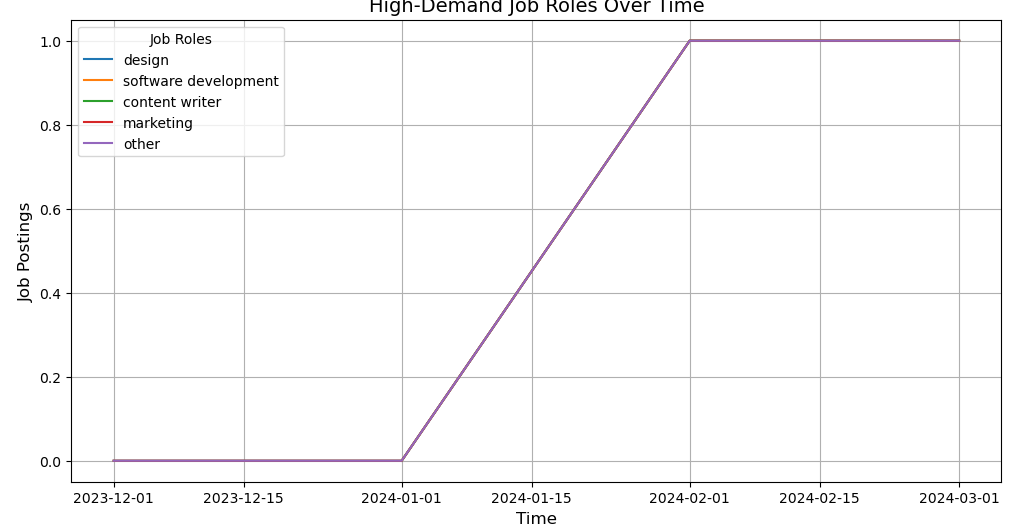 High-Demand Job Roles Over Time
Job Roles
design
software development
content writer
marketing
other
Job Postings
1.0
0.8
0.6
0.4
0.2
0.0
2023-12-01
2023-12-15
2024-01-01
2024-01-15
2024-02-01
2024-02-15
2024-03-01
Time